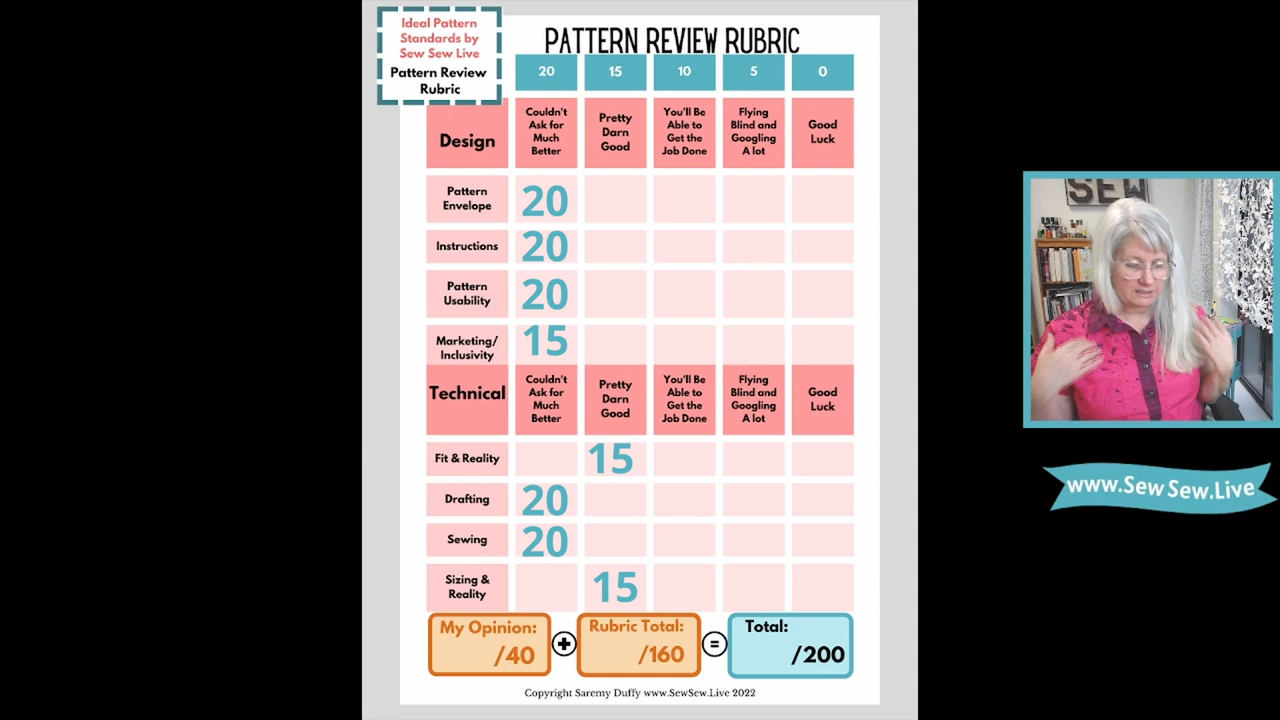 Ideal Pattern
Standards by
Sew Sew Live
Pattern Review
Rubric
PATTERN REVIEW RUBRIC
20 15 10 5 0
Design
Couldn't
Ask for
Much
Better
Pretty
Darn
Good
You'll Be
Able to
Get the
Job Done
Flying
Blind and
Googling
A lot
Good
Luck
Pattern
Envelope
20
Instructions
20
Pattern
Usability
20
Marketing/
Inclusivity
15
Technical
Couldn't
Ask for
Much
Better
Pretty
Darn
Good
You'll Be
Able to
Get the
Job Done
Flying
Blind and
Googling
A lot
Good
Luck
Fit & Reality
15
Drafting
20
Sewing
20
Sizing &
Reality
15
My Opinion:
/40
+
Rubric Total:
/160
=
Total:
/200
Copyright Saremy Duffy www.SewSew.Live 2022
SEW
www.SewSew.Live